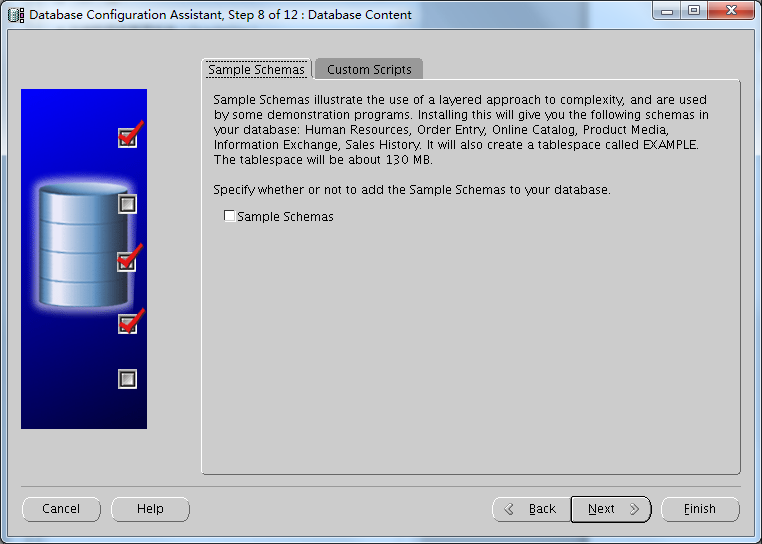 Database Configuration Assistant, Step 8 of 12 : Database Content
Sample Schemas
Custom Scripts
Sample Schemas illustrate the use of a layered approach to complexity, and are used
by some demonstration programs. Installing this will give you the following schemas in
your database: Human Resources, Order Entry, Online Catalog, Product Media,
Information Exchange, Sales History. It will also create a tablespace called EXAMPLE.
The tablespace will be about 130 MB.
Specify whether or not to add the Sample Schemas to your database.
Sample Schemas
Cancel
Help
Back
Next
Finish